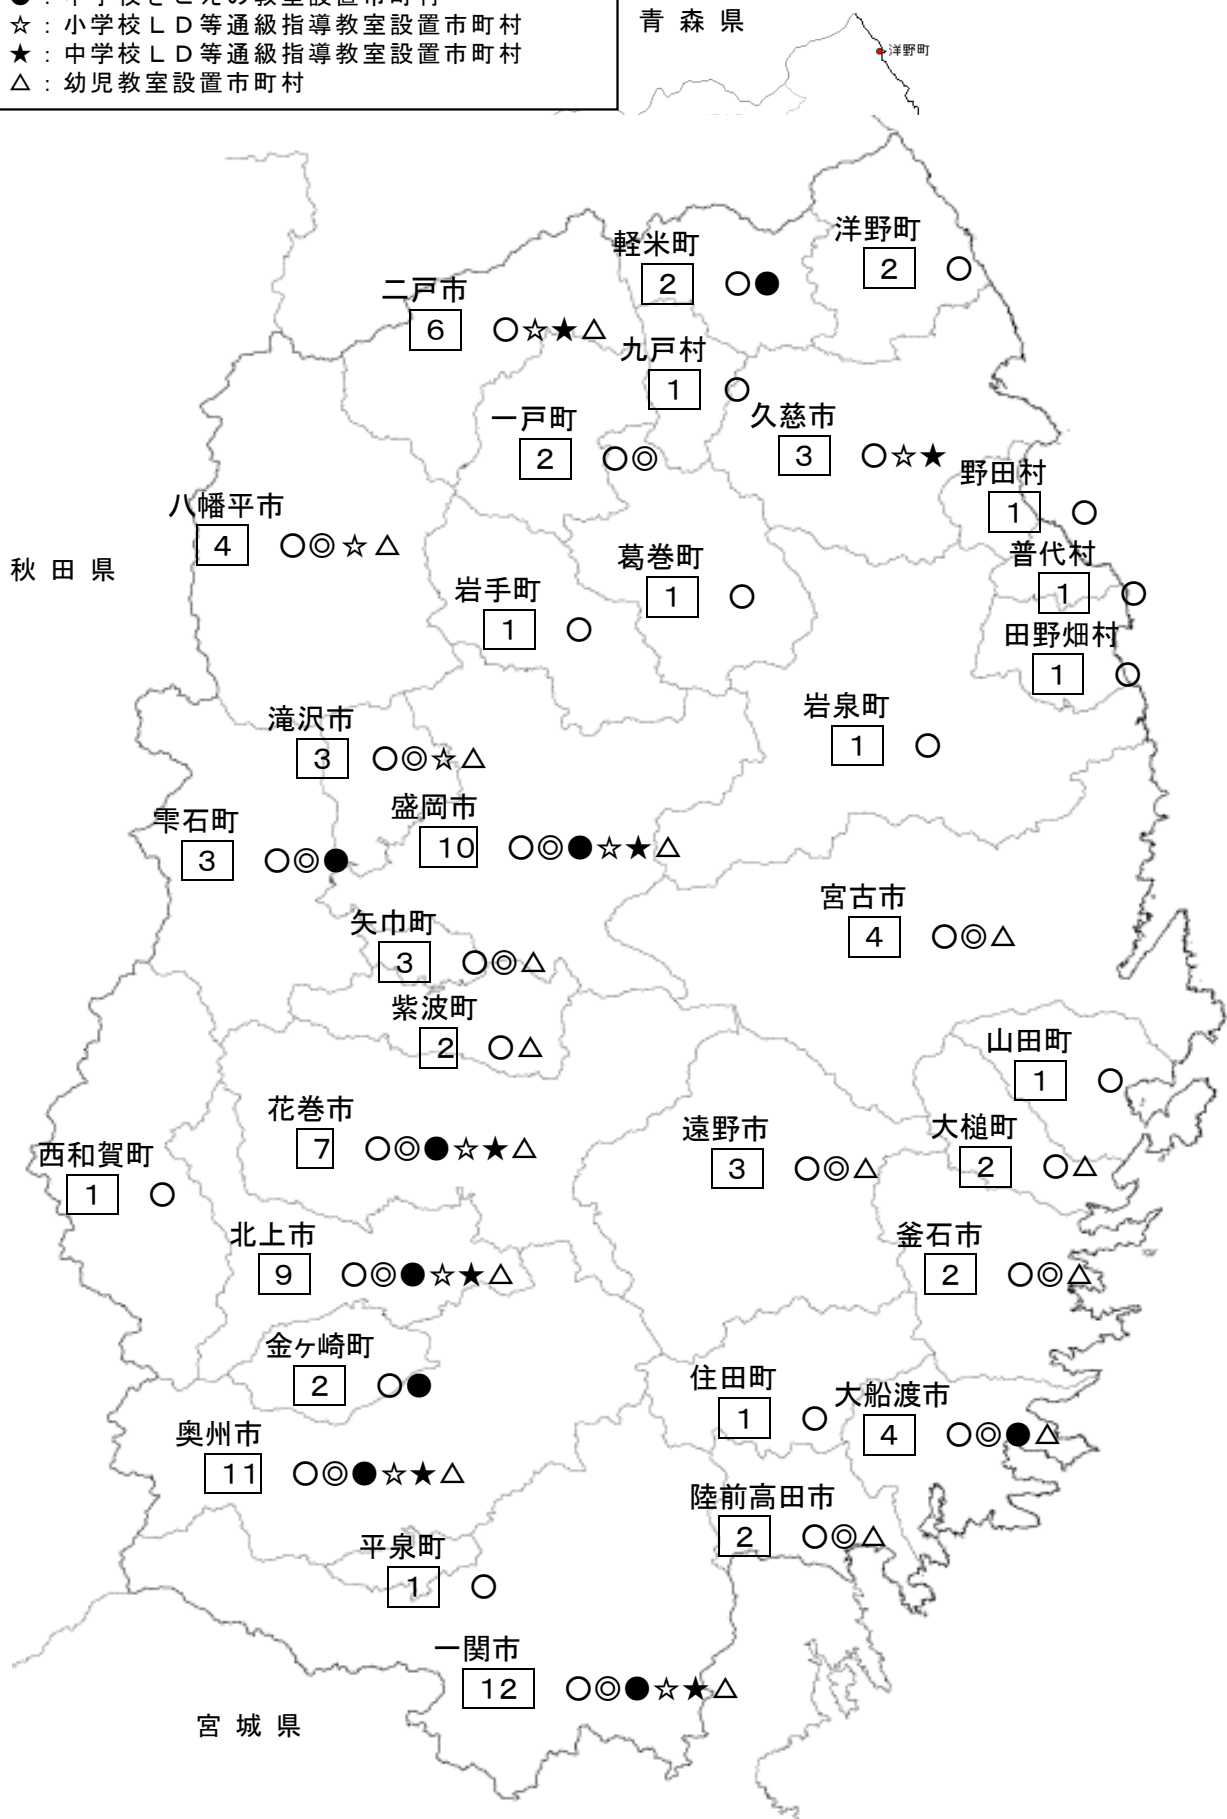 ☆：小学校ＬＤ等通級指導教室設置市町村
★：中学校ＬＤ等通級指導教室設置市町村
△：幼児教室設置市町村
青森県
洋野町
洋野町
2 ○
軽米町
2 ○●
二戸市
6 ○☆★△
九戸村
1 ○
一戸町
2 ○◎
久慈市
3 ○☆★
野田村
1 ○
八幡平市
4 ○◎☆△
秋田県
普代村
1 ○
葛巻町
1 ○
岩手町
1 ○
田野畑村
1 ○
岩泉町
1 ○
滝沢市
3 ○◎☆△
盛岡市
10 ○◎●☆★△
雫石町
3 ○◎●
宮古市
4 ○◎△
矢巾町
3 ○◎△
紫波町
2 ○△
山田町
1 ○
花巻市
7 ○◎●☆★△
遠野市
3 ○◎△
大槌町
2 ○△
西和賀町
1 ○
北上市
9 ○◎●☆★△
釜石市
2 ○◎△
金ヶ崎町
2 ○●
住田町
1 ○
大船渡市
4 ○◎●△
奥州市
11 ○◎●☆★△
陸前高田市
2 ○◎△
平泉町
1 ○
一関市
12 ○◎●☆★△
宮城県